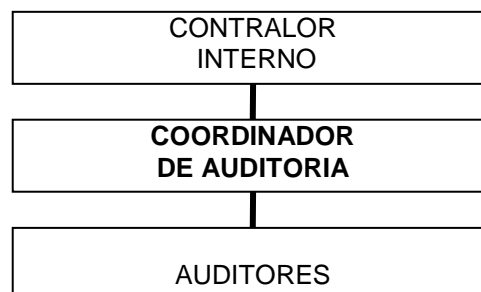 CONTRALOR
INTERNO
COORDINADOR
DE AUDITORIA
AUDITORES